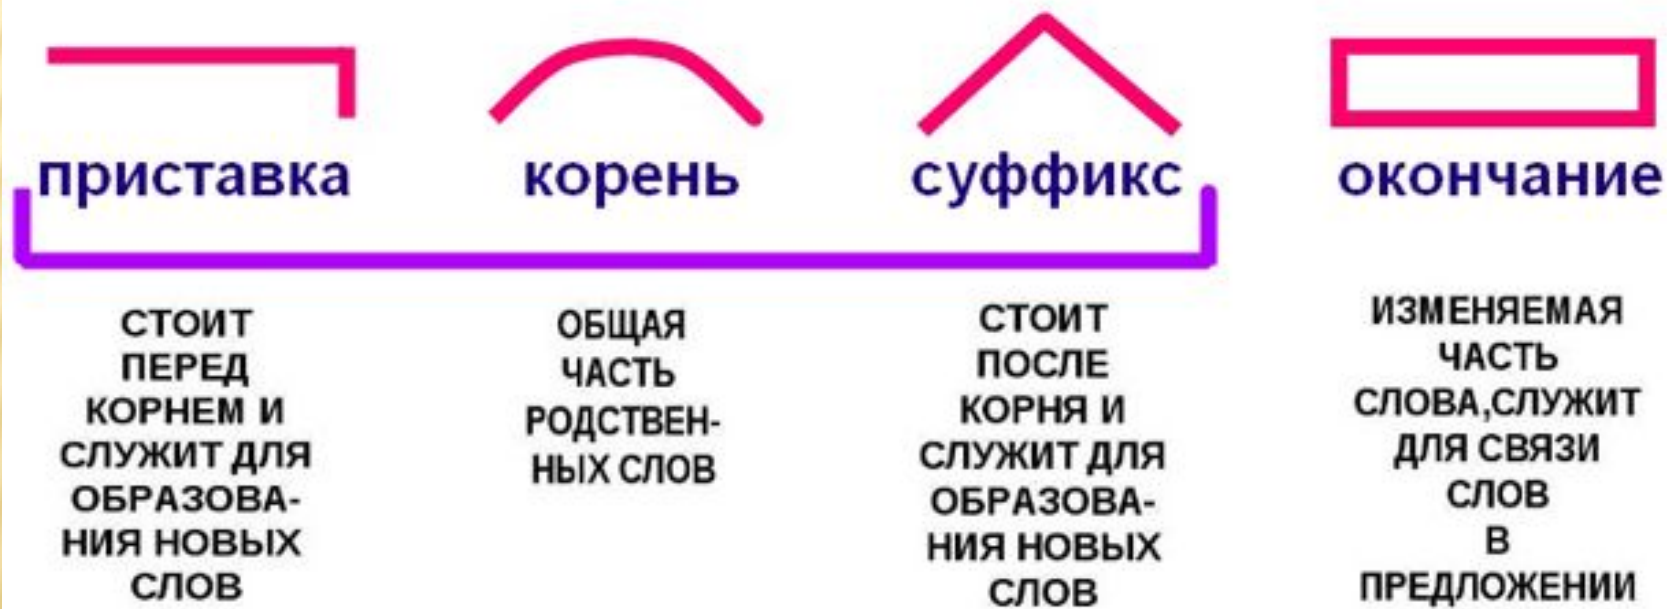 приставка корень суффикс окончание
СТОИТ
ПЕРЕД
КОРНЕМ И
СЛУЖИТ ДЛЯ
ОБРАЗОВА-
НИЯ НОВЫХ
СЛОВ
ОБЩАЯ
ЧАСТЬ
РОДСТВЕН-
НЫХ СЛОВ
СТОИТ
ПОСЛЕ
КОРНЯ И
СЛУЖИТ ДЛЯ
ОБРАЗОВА-
НИЯ НОВЫХ
СЛОВ
ИЗМЕНЯЕМАЯ
ЧАСТЬ
СЛОВА,СЛУЖИТ
ДЛЯ СВЯЗИ
СЛОВ
В
ПРЕДЛОЖЕНИИ